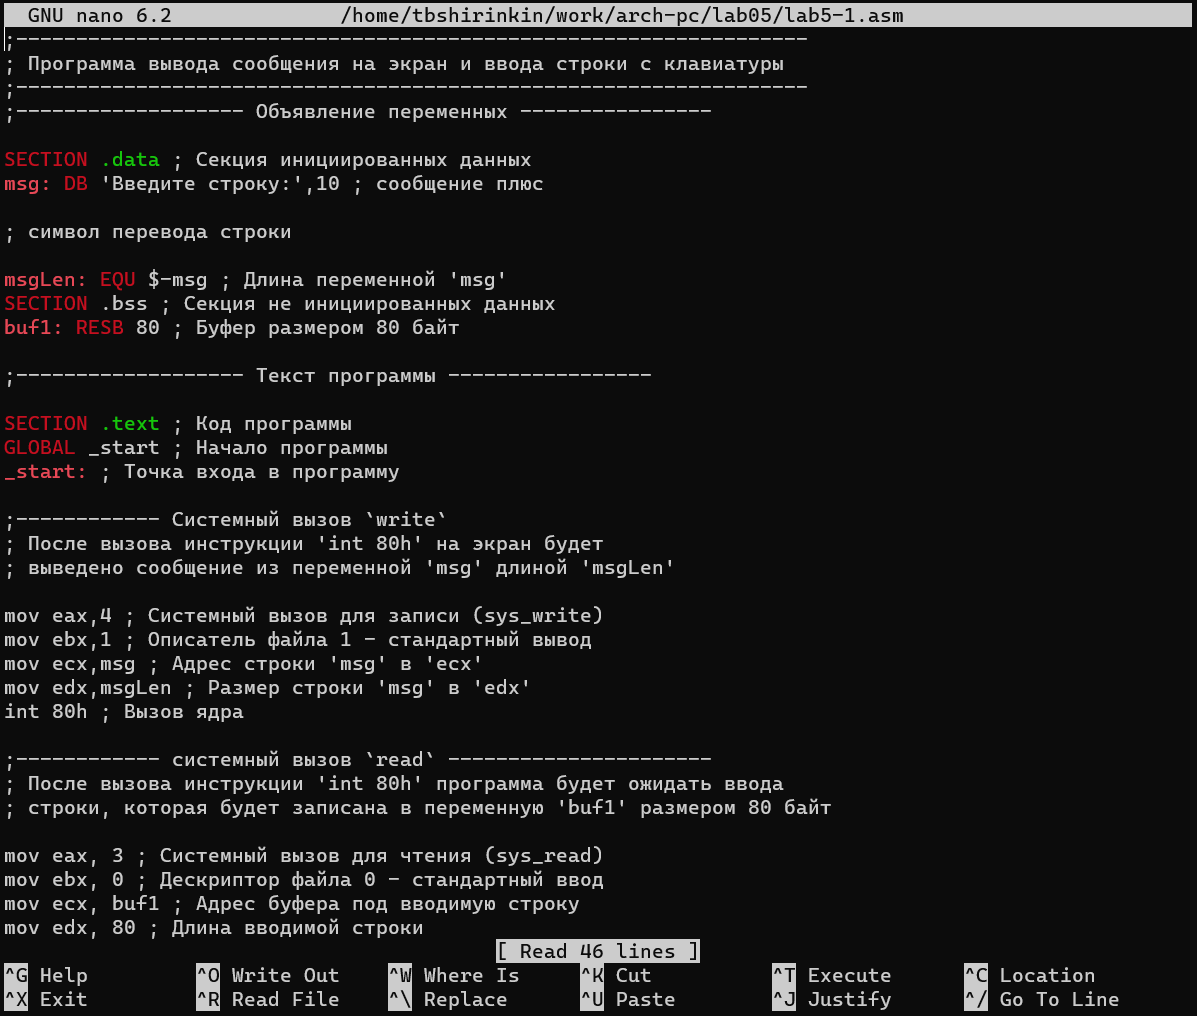 GNU nano 6.2 /home/tbshirinkin/work/arch-pc/lab05/lab5-1.asm
;------------------------------------------------------------------
; Программа вывода сообщения на экран и ввода строки с клавиатуры
;------------------------------------------------------------------
;------------------- Объявление переменных ----------------
SECTION .data ; Секция инициированных данных
msg: DB 'Введите строку:',10 ; сообщение плюс
; символ перевода строки
msgLen: EQU $-msg ; Длина переменной 'msg'
SECTION .bss ; Секция не инициированных данных
buf1: RESB 80 ; Буфер размером 80 байт
;------------------- Текст программы -----------------
SECTION .text ; Код программы
GLOBAL _start ; Начало программы
_start: ; Точка входа в программу
;------------ Системный вызов `write`
; После вызова инструкции 'int 80h' на экран будет
; выведено сообщение из переменной 'msg' длиной 'msgLen'
mov eax,4 ; Системный вызов для записи (sys_write)
mov ebx,1 ; Описатель файла 1 - стандартный вывод
mov ecx,msg ; Адрес строки 'msg' в 'ecx'
mov edx,msgLen ; Размер строки 'msg' в 'edx'
int 80h ; Вызов ядра
;------------ системный вызов `read` ----------------------
; После вызова инструкции 'int 80h' программа будет ожидать ввода
; строки, которая будет записана в переменную 'buf1' размером 80 байт
mov eax, 3 ; Системный вызов для чтения (sys_read)
mov ebx, 0 ; Дескриптор файла 0 - стандартный ввод
mov ecx, buf1 ; Адрес буфера под вводимую строку
mov edx, 80 ; Длина вводимой строки
[ Read 46 lines ]
^G Help ^O Write Out ^W Where Is ^K Cut ^T Execute ^C Location
^X Exit ^R Read File ^\ Replace ^U Paste ^J Justify ^/ Go To Line